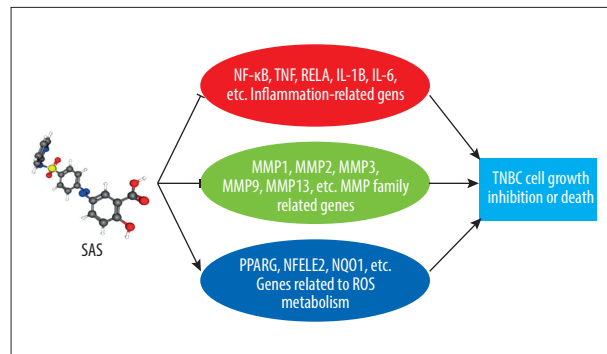 NF-κB, TNF, RELA, IL-1B, IL-6,
etc. Inflammation-related gens
MMP1, MMP2, MMP3,
MMP9, MMP13, etc. MMP family
related genes
TNBC cell growth
inhibition or death
SAS
PPARG, NFELE2, NQO1, etc.
Genes related to ROS
metabolism